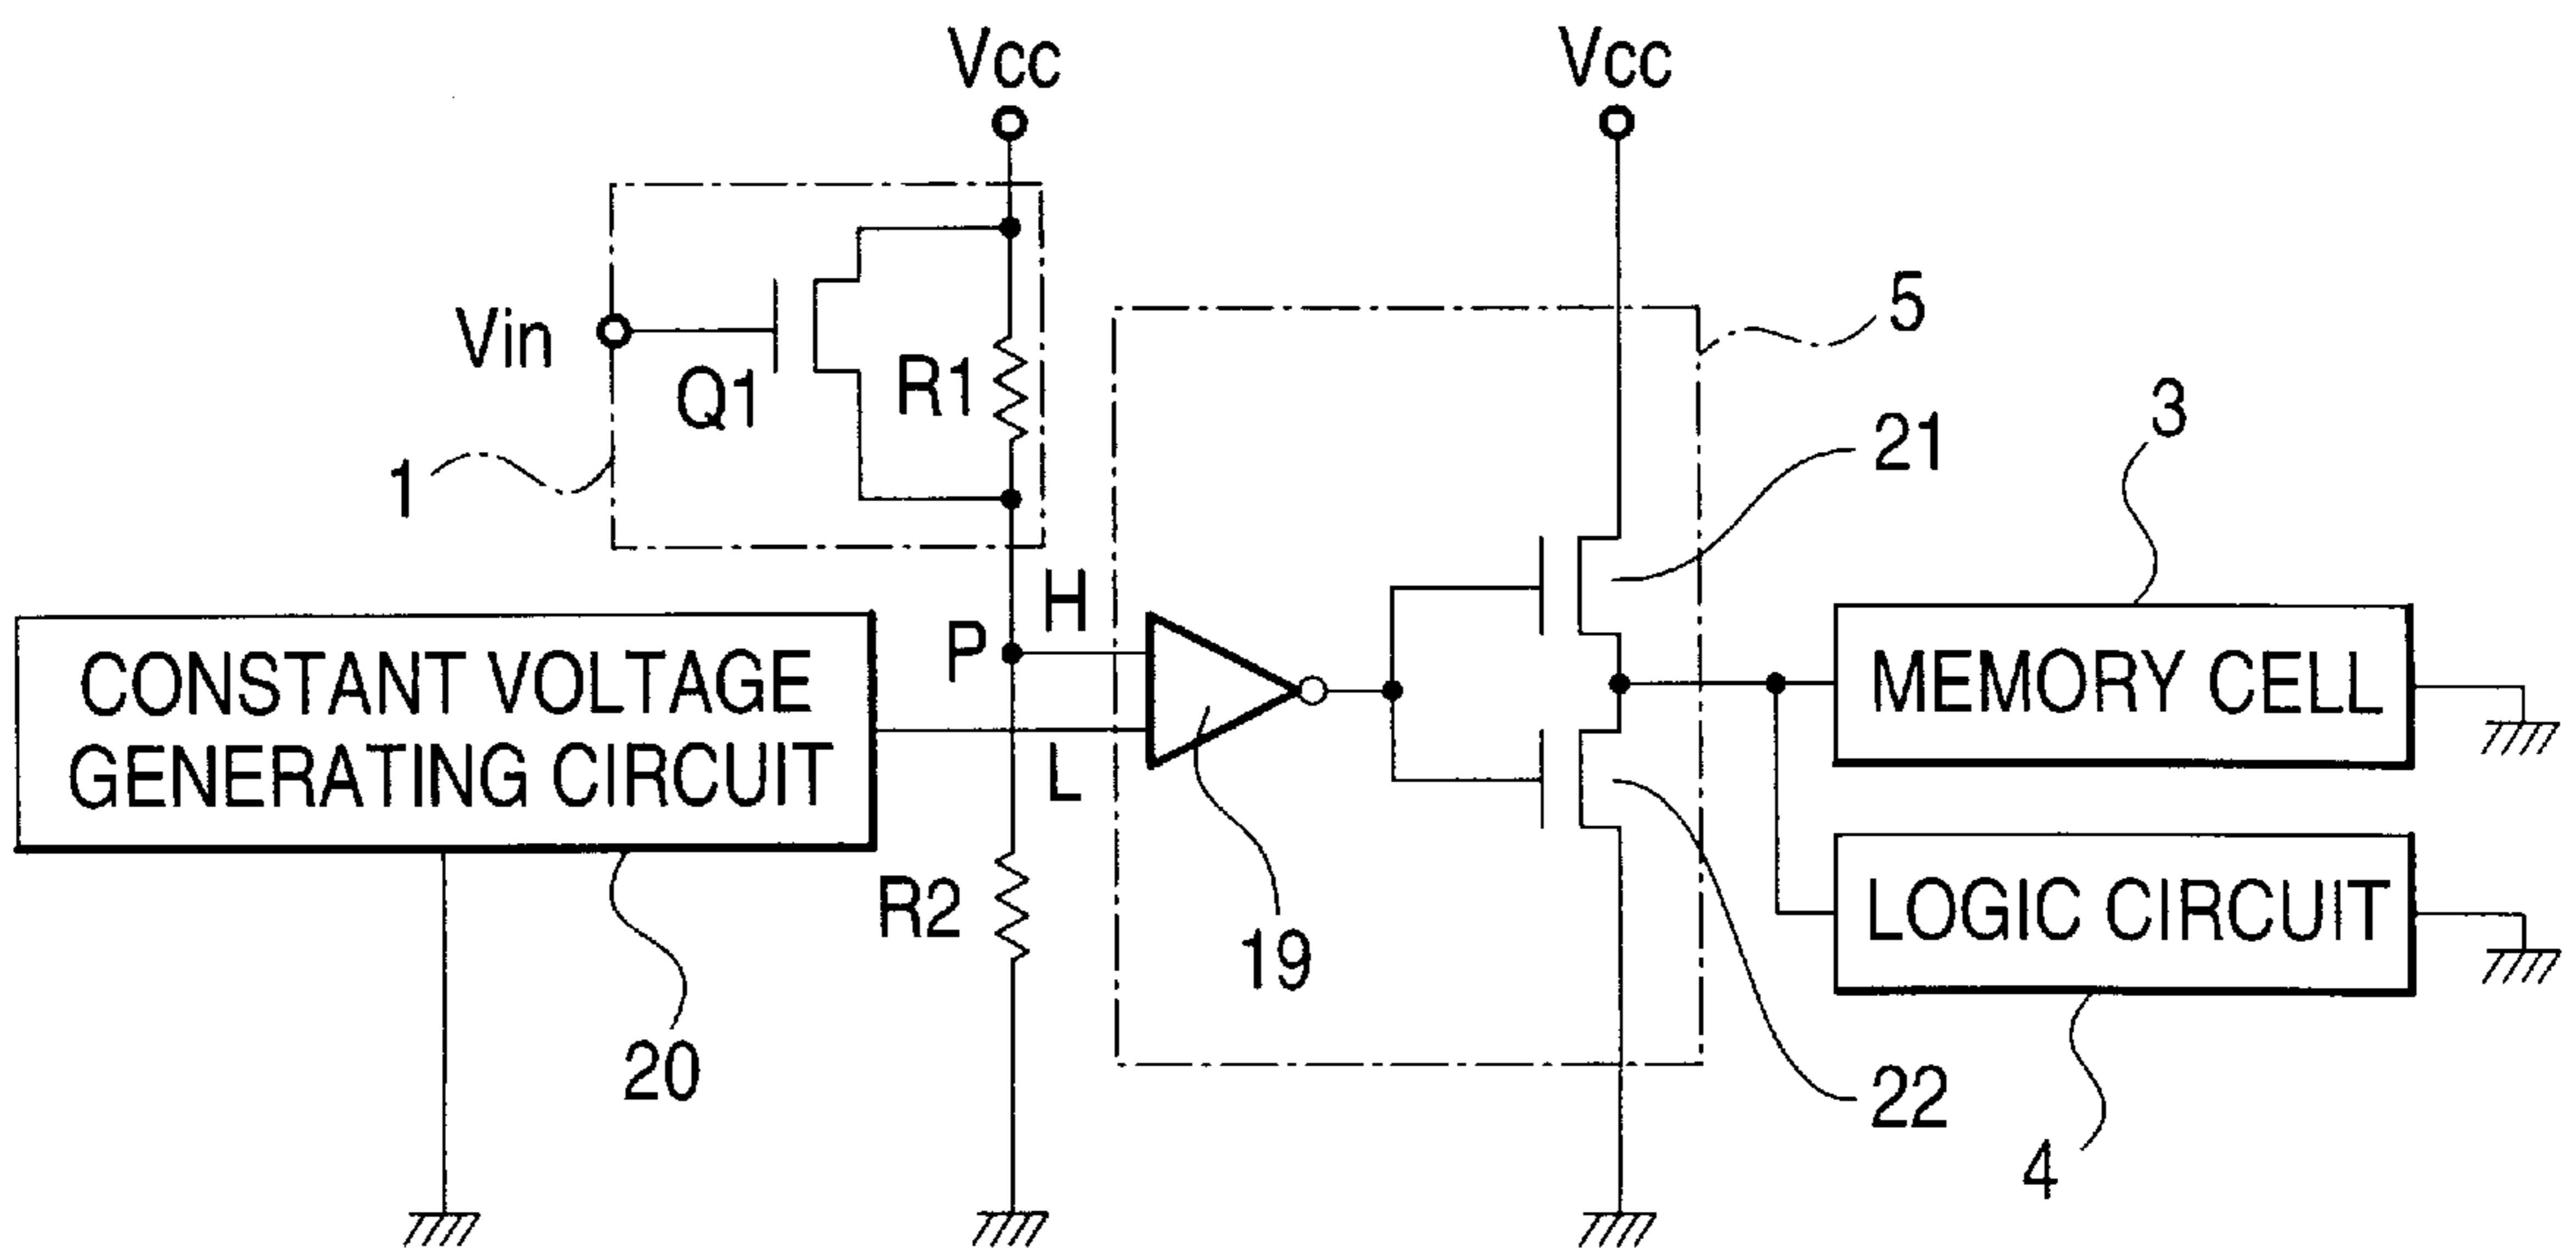 Vcc
Vcc
Vin
Q1
R1
1
5
21
3
H
P
CONSTANT VOLTAGE
GENERATING CIRCUIT
L
MEMORY CELL
R2
19
LOGIC CIRCUIT
20
22
4